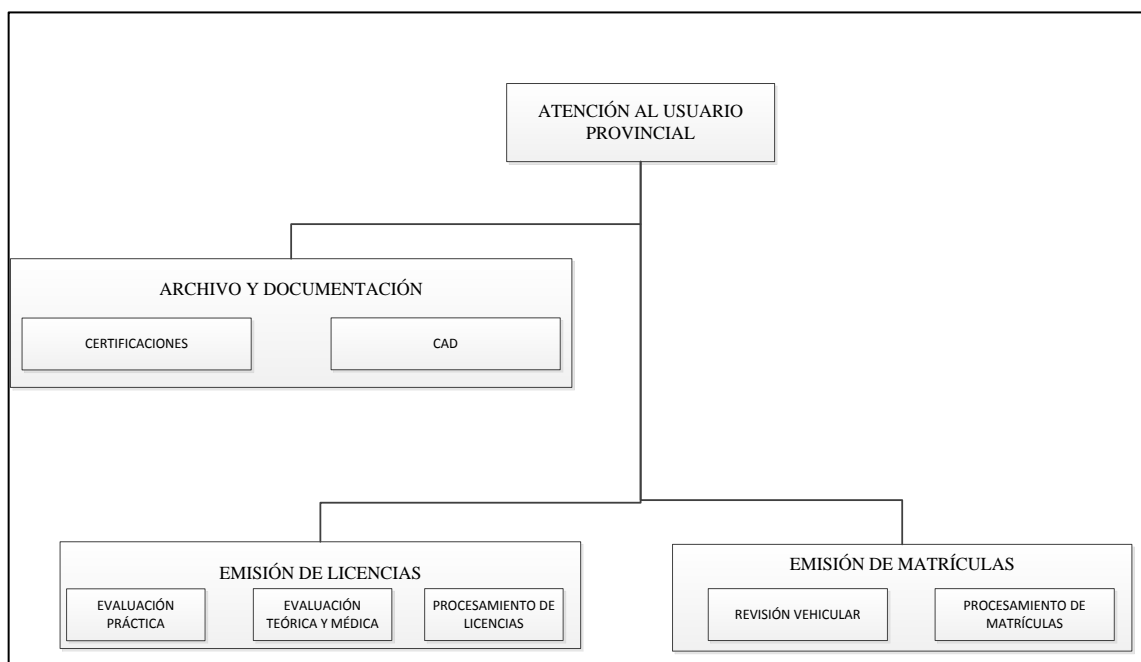 ATENCIÓN AL USUARIO
PROVINCIAL
ARCHIVO Y DOCUMENTACIÓN
CERTIFICACIONES
CAD
EMISIÓN DE LICENCIAS
EVALUACIÓN
PRÁCTICA
EVALUACIÓN
TEÓRICA Y MÉDICA
PROCESAMIENTO DE
LICENCIAS
EMISIÓN DE MATRÍCULAS
REVISIÓN VEHICULAR
PROCESAMIENTO DE
MATRÍCULAS